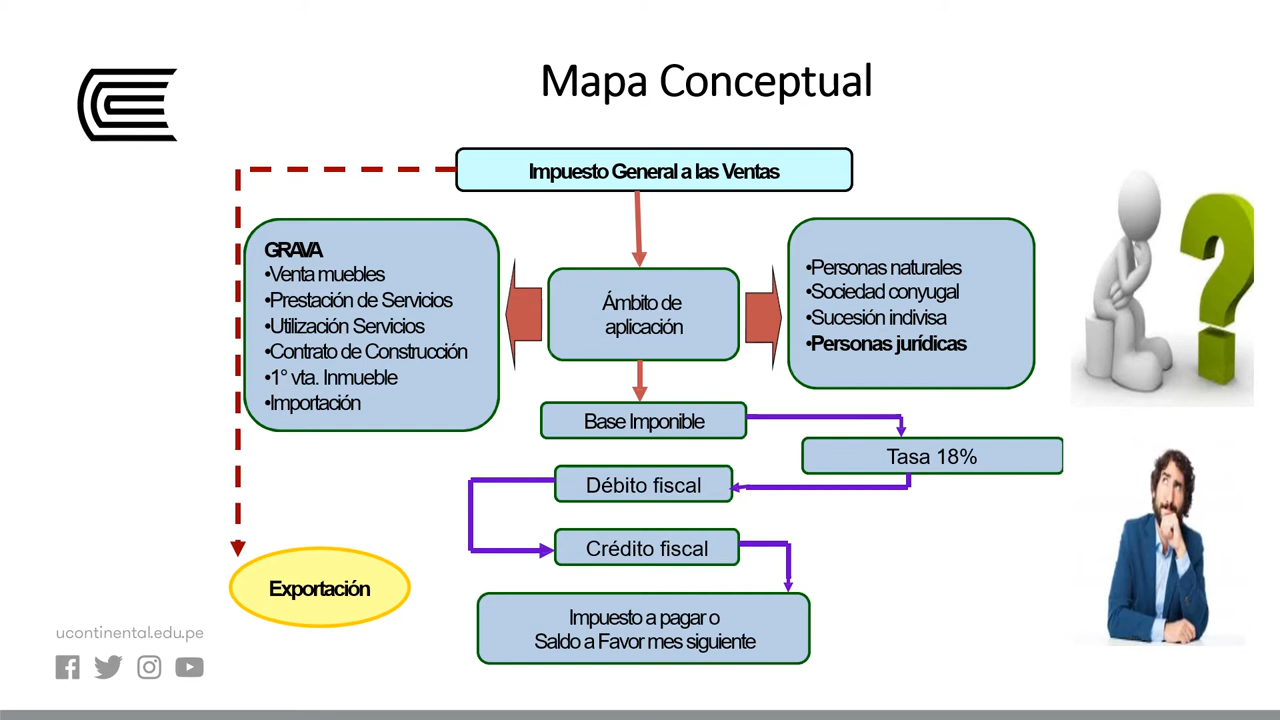 Mapa Conceptual
Impuesto General a las Ventas
GRAVA
•Venta muebles
•Prestación de Servicios
•Utilización Servicios
•Contrato de Construcción
•1° vta. Inmueble
•Importación
Ámbito de
aplicación
•Personas naturales
•Sociedad conyugal
•Sucesión indivisa
•Personas jurídicas
Base Imponible
Tasa 18%
Débito fiscal
Crédito fiscal
Exportación
Impuesto a pagar o
Saldo a Favor mes siguiente
ucontinental.edu.pe